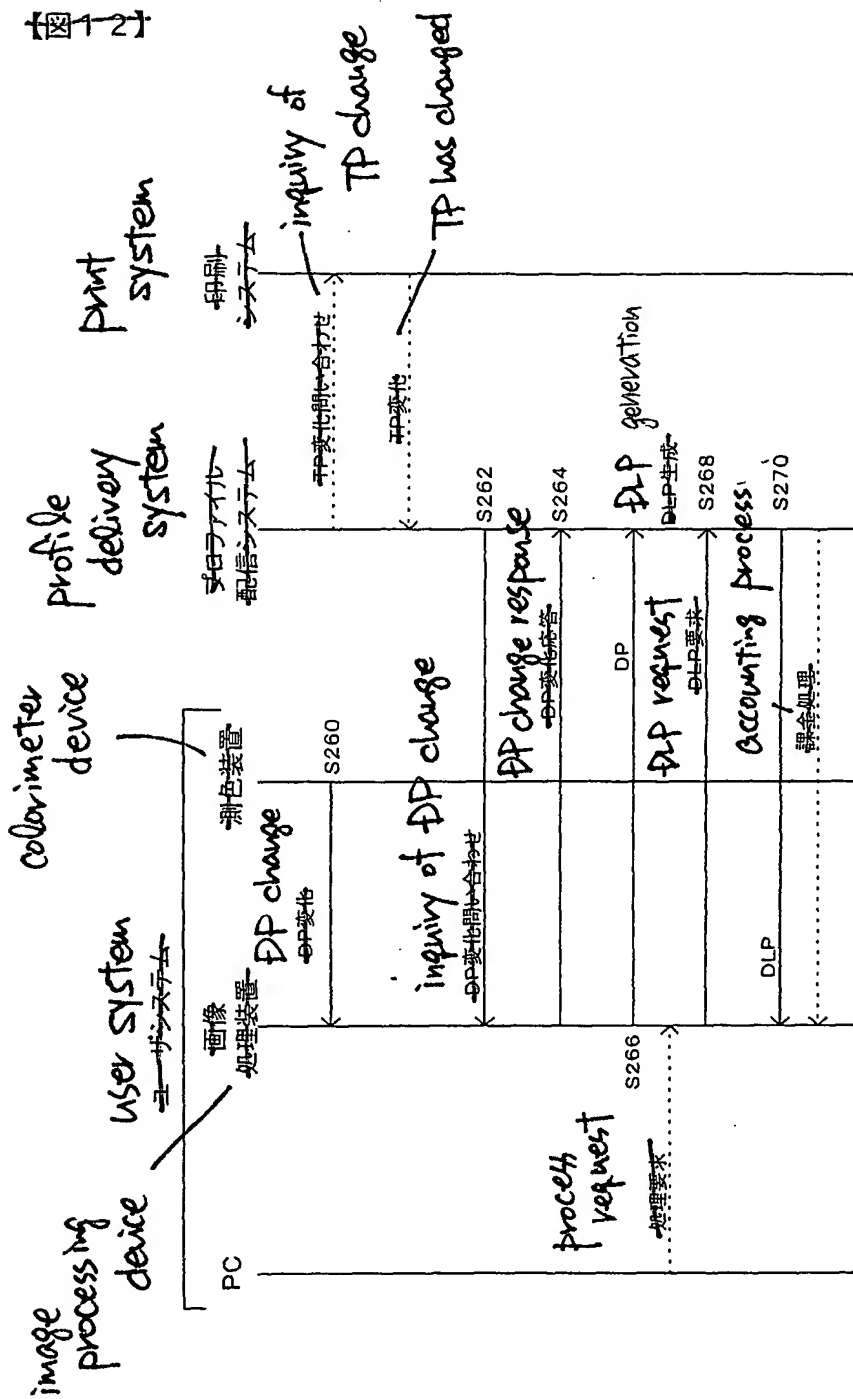 【図12】
image
processing
device
user system
ユーザシステム
colorimeter
device
profile
delivery
system
print
system
PC
画像
処理装置
測色装置
プロファイル
配信システム
印刷
システム
inquiry of
TP change
TP変化問い合わせ
TP has changed
TP変化
DP change
DP変化
S260
inquiry of DP change
DP変化問い合わせ
S262
DP change response
DP変化応答
S264
DP
S266
DLP generation
DLP生成
process
request
処理要求
DLP request
DLP要求
S268
DLP
accounting process
課金処理
S270